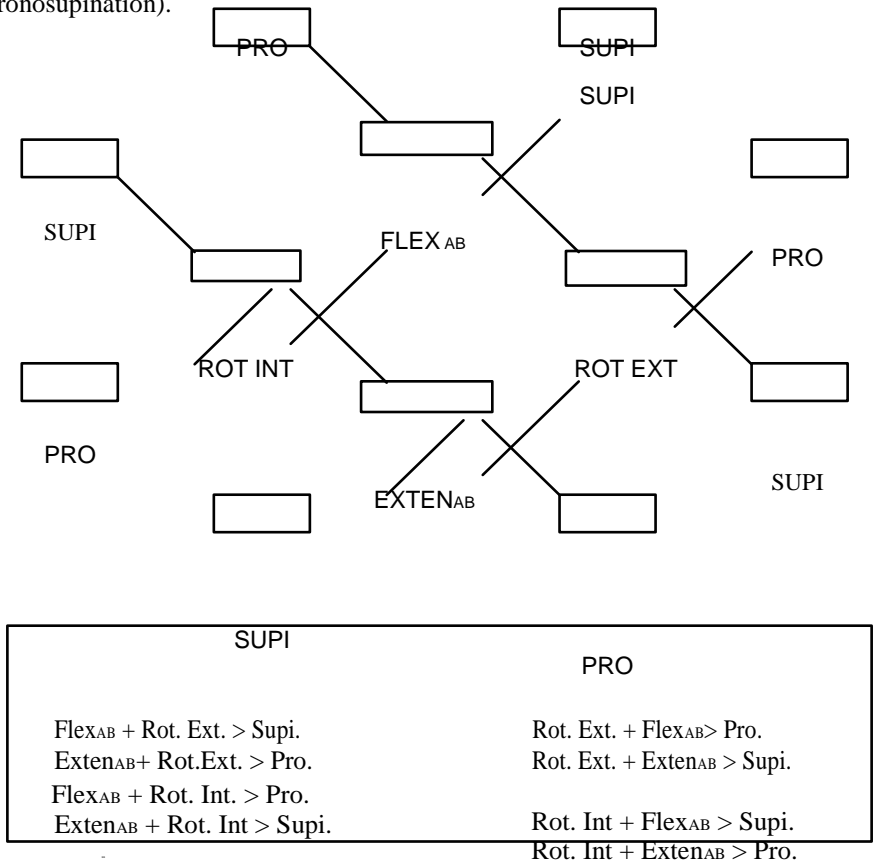 ronosupination).
PRO SUPI
SUPI
SUPI FLEX AB PRO
ROT INT ROT EXT
PRO SUPI
EXTENAB
SUPI PRO
FlexAB + Rot. Ext. > Supi. Rot. Ext. + FlexAB> Pro.
ExtenAB+ Rot.Ext. > Pro. Rot. Ext. + ExtenAB > Supi.
FlexAB + Rot. Int. > Pro.
ExtenAB + Rot. Int > Supi. Rot. Int + FlexAB > Supi.
Rot. Int + ExtenAB > Pro.